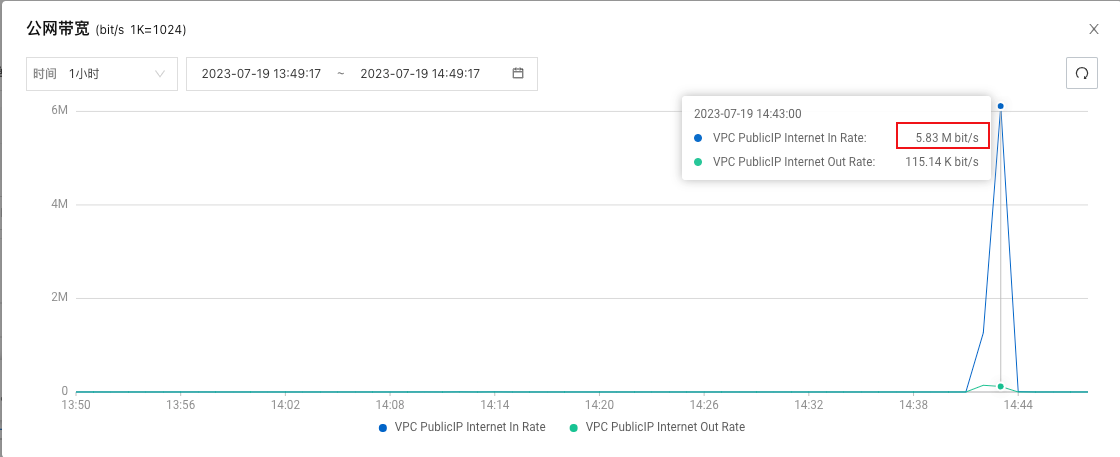 公网带宽 (bit/s 1K=1024)
时间 1小时 2023-07-19 13:49:17 ~ 2023-07-19 14:49:17
6M
2023-07-19 14:43:00
VPC PublicIP Internet In Rate: 5.83 M bit/s
VPC PublicIP Internet Out Rate: 115.14 K bit/s
4M
2M
0
13:50 13:56 14:02 14:08 14:14 14:20 14:26 14:32 14:38 14:44
VPC PublicIP Internet In Rate VPC PublicIP Internet Out Rate